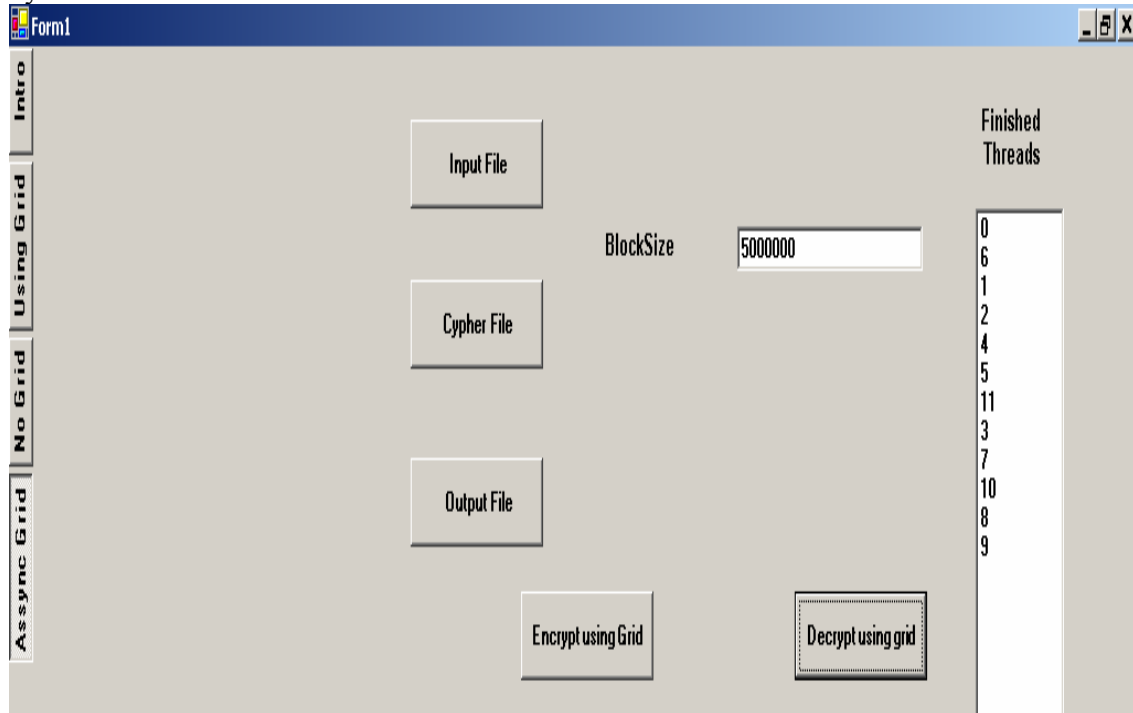 Form1
Intro
Using Grid
No Grid
Assync Grid
Input File
Cypher File
Output File
BlockSize
5000000
Encrypt using Grid
Decrypt using grid
Finished
Threads
0
6
1
2
4
5
11
3
7
10
8
9